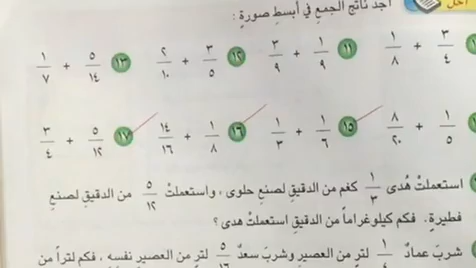 أجد ناتج الجمع في أبسط صورة :
٣/٤ + ١/٨ ١١ ١/٩ + ٣/٩ ١٢ ٣/٥ + ٢/١٠ ١٣ ٥/١٤ + ١/٧
١/٥ + ٨/٢٠ ١٥ ١/٦ + ١/٣ ١٦ ١/٨ + ١٤/١٦ ١٧ ٥/١٢ + ٣/٤
استعملت هُدى ١/٣ كغم من الدقيق لصنع حلوى ، واستعملت ٥/١٢ من الدقيق لصنع
فطيرة. فكم كيلوغراماً من الدقيق استعملت هدى ؟
شرب عمادٌ ١/٤ لتر من العصير وشرب سعدٌ ٥/١٦ لتر من العصير نفسه ، فكم لتراً من